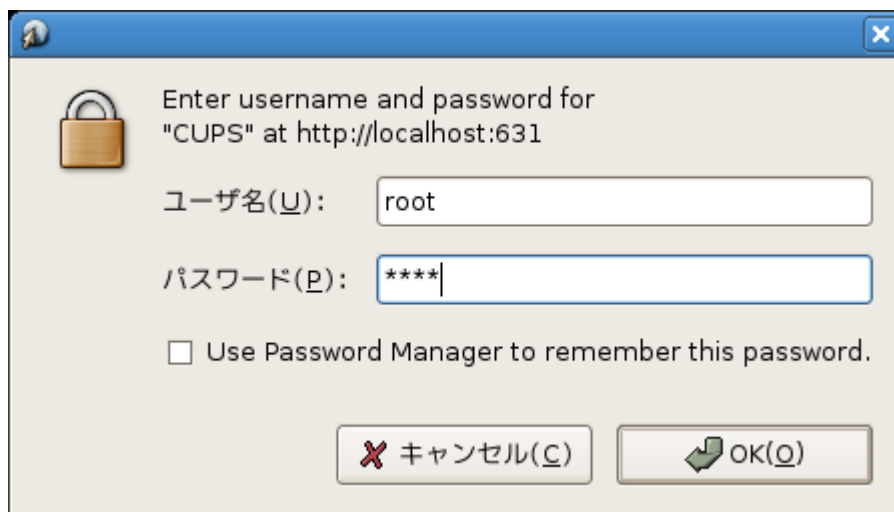 Enter username and password for
"CUPS" at http://localhost:631
ユーザ名(U): root
パスワード(P): ****
Use Password Manager to remember this password.
キャンセル(C) OK(O)